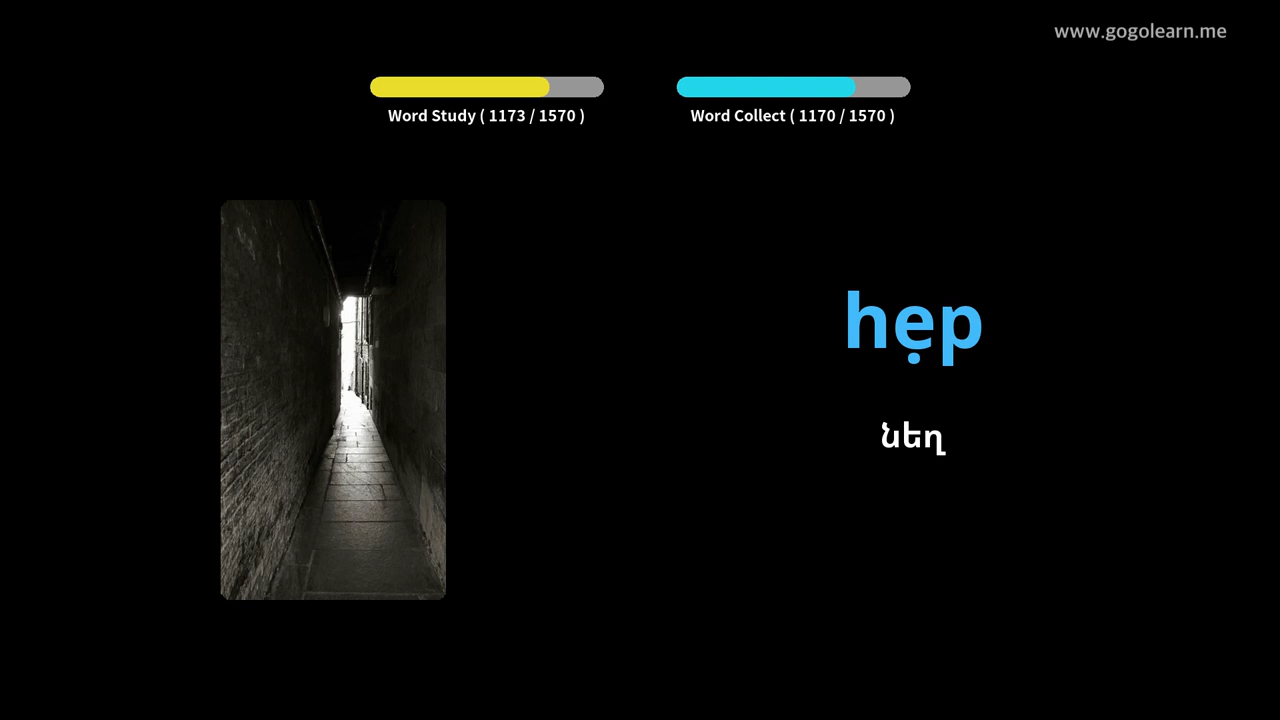 www.gogolearn.me
Word Study ( 1173 / 1570 )
Word Collect ( 1170 / 1570 )
hẹp
նեղ